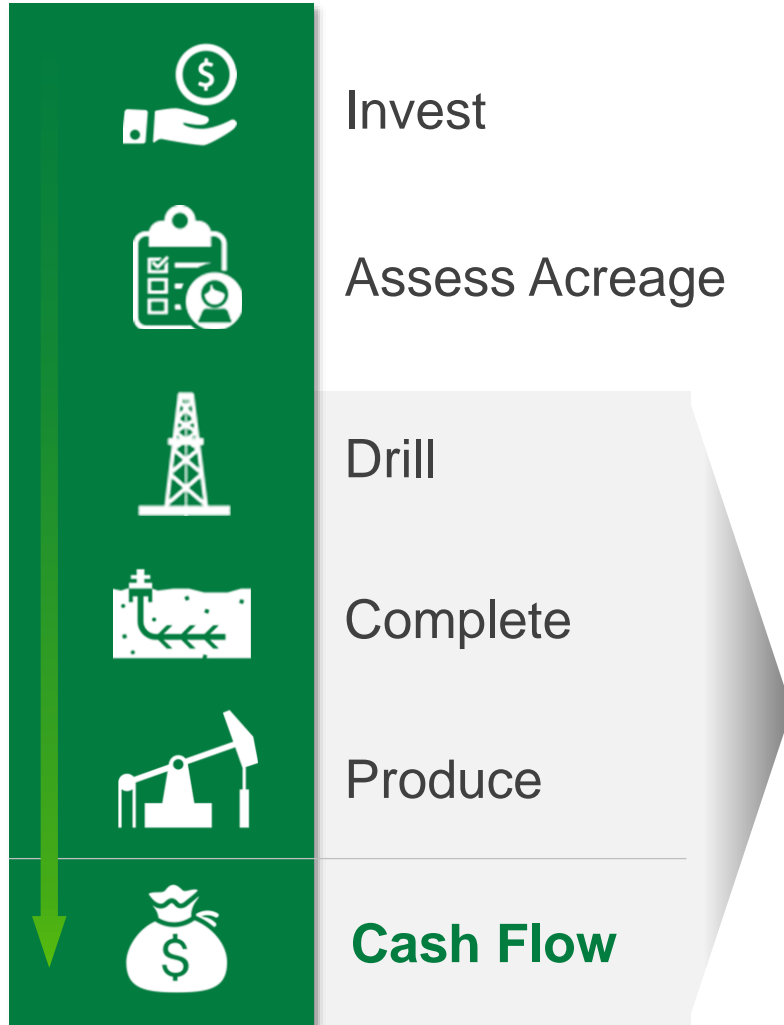 $
Invest
Assess Acreage
Drill
Complete
Produce
$
Cash Flow